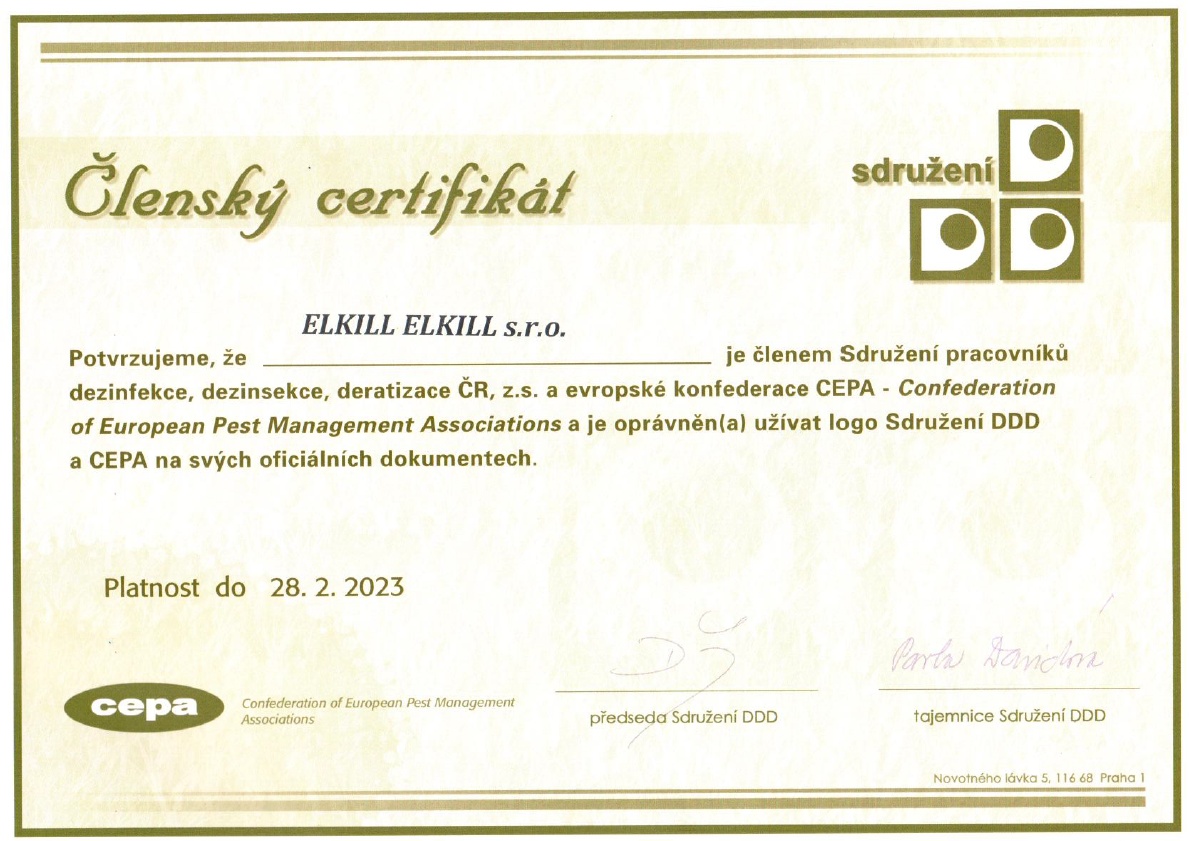 Členský certifikát
sdružení DDD
ELKILL ELKILL s.r.o.
Potvrzujeme, že ______ je členem Sdružení pracovníků
dezinfekce, dezinsekce, deratizace ČR, z.s. a evropské konfederace CEPA - Confederation
of European Pest Management Associations a je oprávněn(a) užívat logo Sdružení DDD
a CEPA na svých oficiálních dokumentech.
Platnost do 28. 2. 2023
Pavla Davidová
cepa
Confederation of European Pest Management
Associations
předseda Sdružení DDD
tajemnice Sdružení DDD
Novotného lávka 5, 116 68 Praha 1